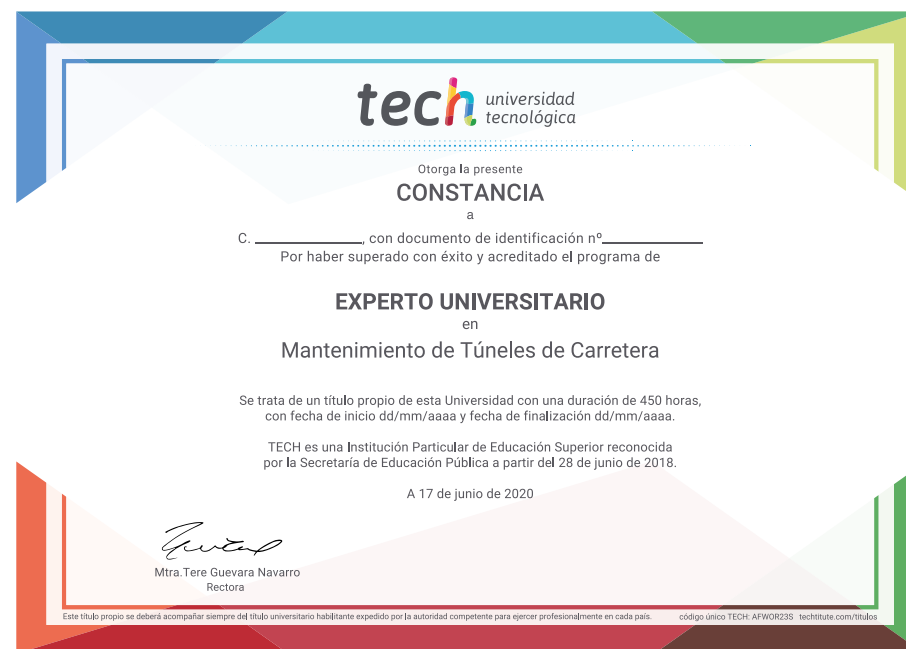 tech universidad
tecnológica
Otorga la presente
CONSTANCIA
a
C. ____________, con documento de identificación nº____________
Por haber superado con éxito y acreditado el programa de
EXPERTO UNIVERSITARIO
en
Mantenimiento de Túneles de Carretera
Se trata de un título propio de esta Universidad con una duración de 450 horas,
con fecha de inicio dd/mm/aaaa y fecha de finalización dd/mm/aaaa.
TECH es una Institución Particular de Educación Superior reconocida
por la Secretaría de Educación Pública a partir del 28 de junio de 2018.
A 17 de junio de 2020
Mtra.Tere Guevara Navarro
Rectora
Este título propio se deberá acompañar siempre del título universitario habilitante expedido por la autoridad competente para ejercer profesionalmente en cada país. código único TECH: AFWOR23S techtitute.com/titulos